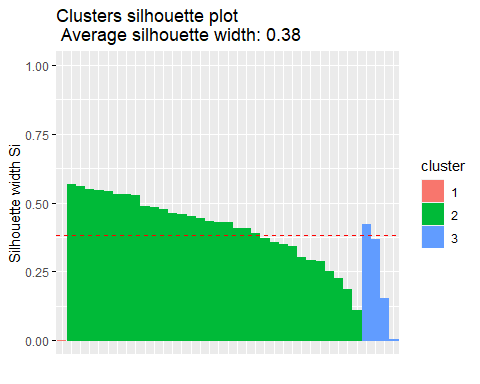 Clusters silhouette plot
Average silhouette width: 0.38
1.00
0.75
0.50
0.25
0.00
Silhouette width Si
cluster
1
2
3